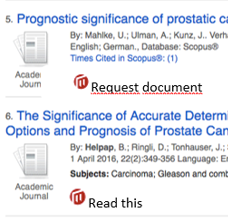 5. Prognostic significance of prostatic ca
By: Mahlke, U.; Ulman, A.; Kunz, J.. Verh
English; German., Database: Scopus®
Times Cited in Scopus®: (1)
Acade
Journ
Request document
6. The Significance of Accurate Determi
Options and Prognosis of Prostate Can
By: Helpap, B.; Ringli, D.; Tonhauser, J.;
1 April 2016, 22(2):349-356 Language: E
Subjects: Carcinoma; Gleason and comb
Academic
Journal
Read this